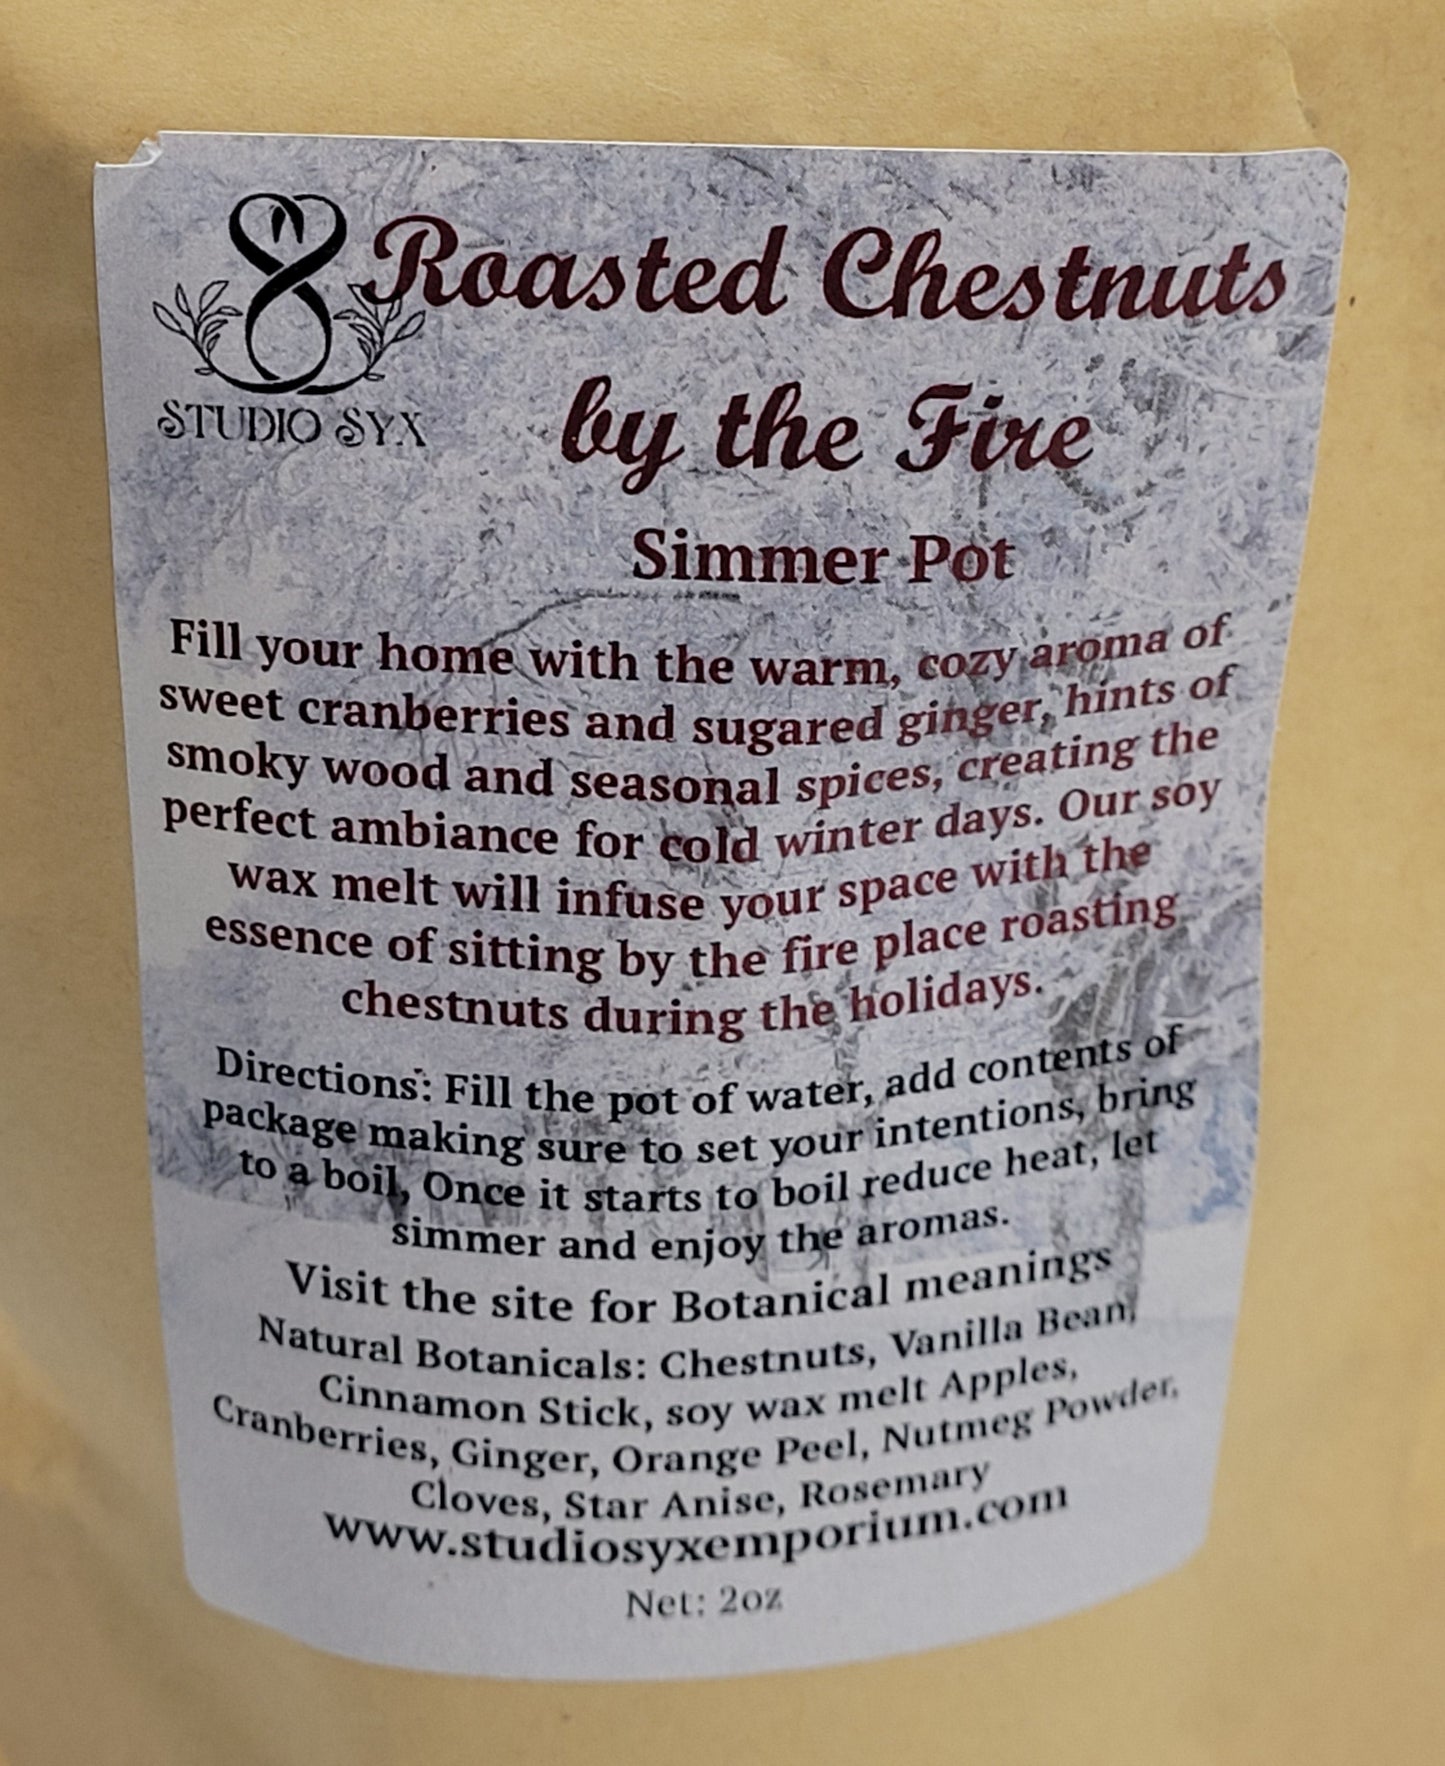 STUDIO SYX
Roasted Chestnuts
by the Fire
Simmer Pot
Fill your home with the warm, cozy aroma of
sweet cranberries and sugared ginger, hints of
smoky wood and seasonal spices, creating the
perfect ambiance for cold winter days. Our soy
wax melt will infuse your space with the
essence of sitting by the fire place roasting
chestnuts during the holidays.
Directions: Fill the pot of water, add contents of
package making sure to set your intentions, bring
to a boil, Once it starts to boil reduce heat, let
simmer and enjoy the aromas.
Visit the site for Botanical meanings
Natural Botanicals: Chestnuts, Vanilla Bean,
Cinnamon Stick, soy wax melt Apples,
Cranberries, Ginger, Orange Peel, Nutmeg Powder,
Cloves, Star Anise, Rosemary
www.studiosyxemporium.com
Net: 2oz